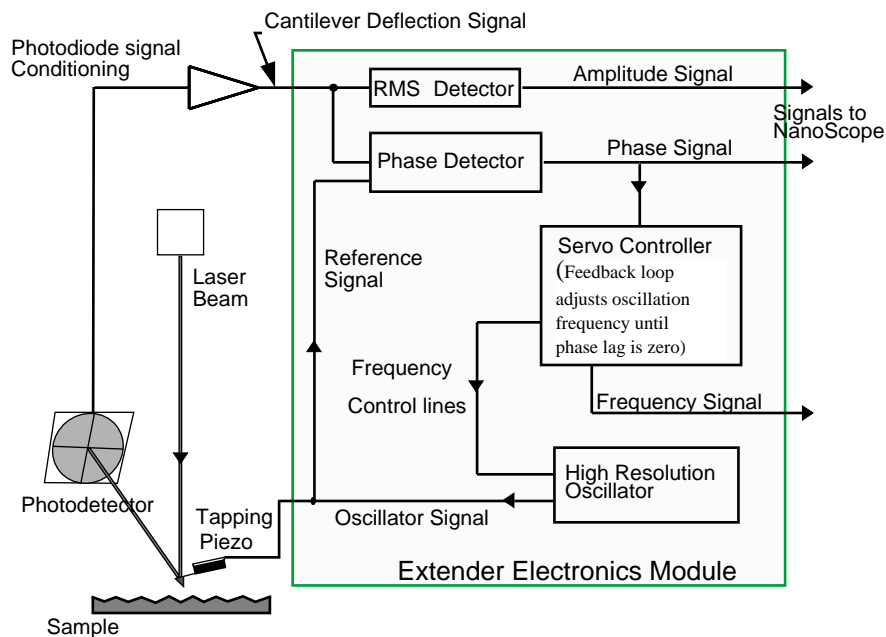 Cantilever Deflection Signal
Photodiode signal
Conditioning
RMS Detector
Amplitude Signal
Signals to
NanoScope
Phase Detector
Phase Signal
Laser
Beam
Reference
Signal
Servo Controller
(Feedback loop
adjusts oscillation
frequency until
phase lag is zero)
Frequency
Control lines
Frequency Signal
Photodetector
Tapping
Piezo
Oscillator Signal
High Resolution
Oscillator
Extender Electronics Module
Sample